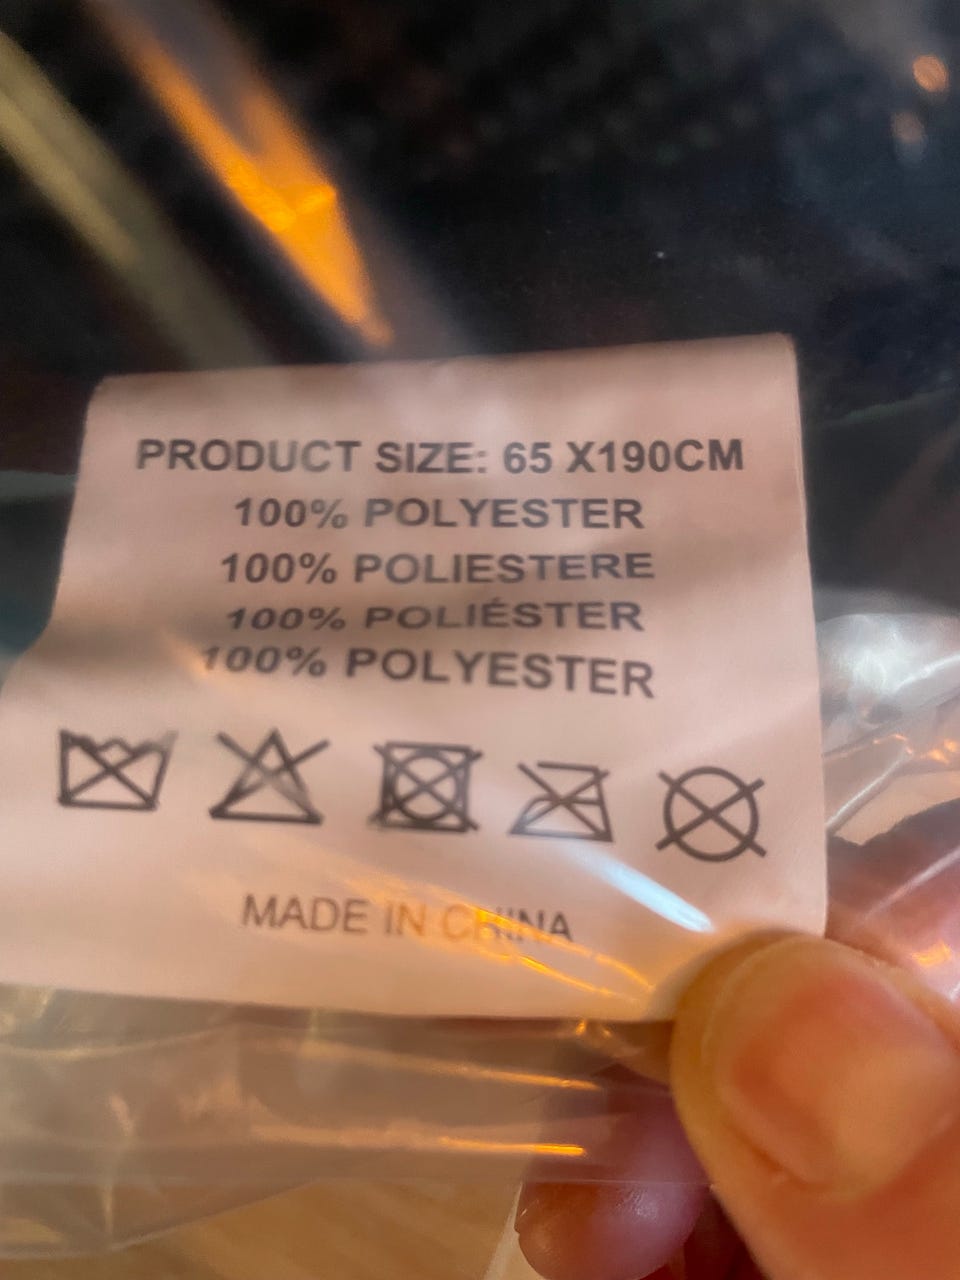 PRODUCT SIZE: 65 X190CM
100% POLYESTER
100% POLIESTERE
100% POLIÉSTER
100% POLYESTER
MADE IN CHINA